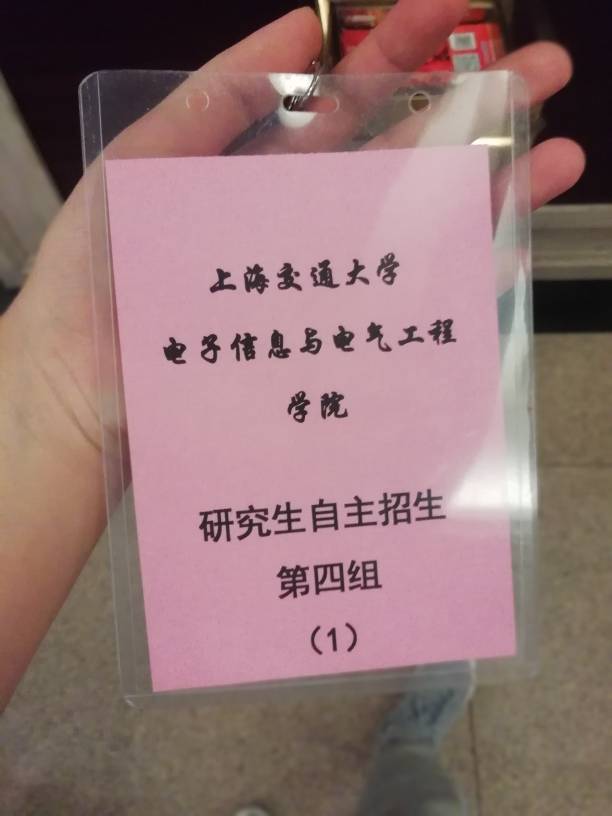 上海交通大学
电子信息与电气工程
学院
研究生自主招生
第四组
（1）